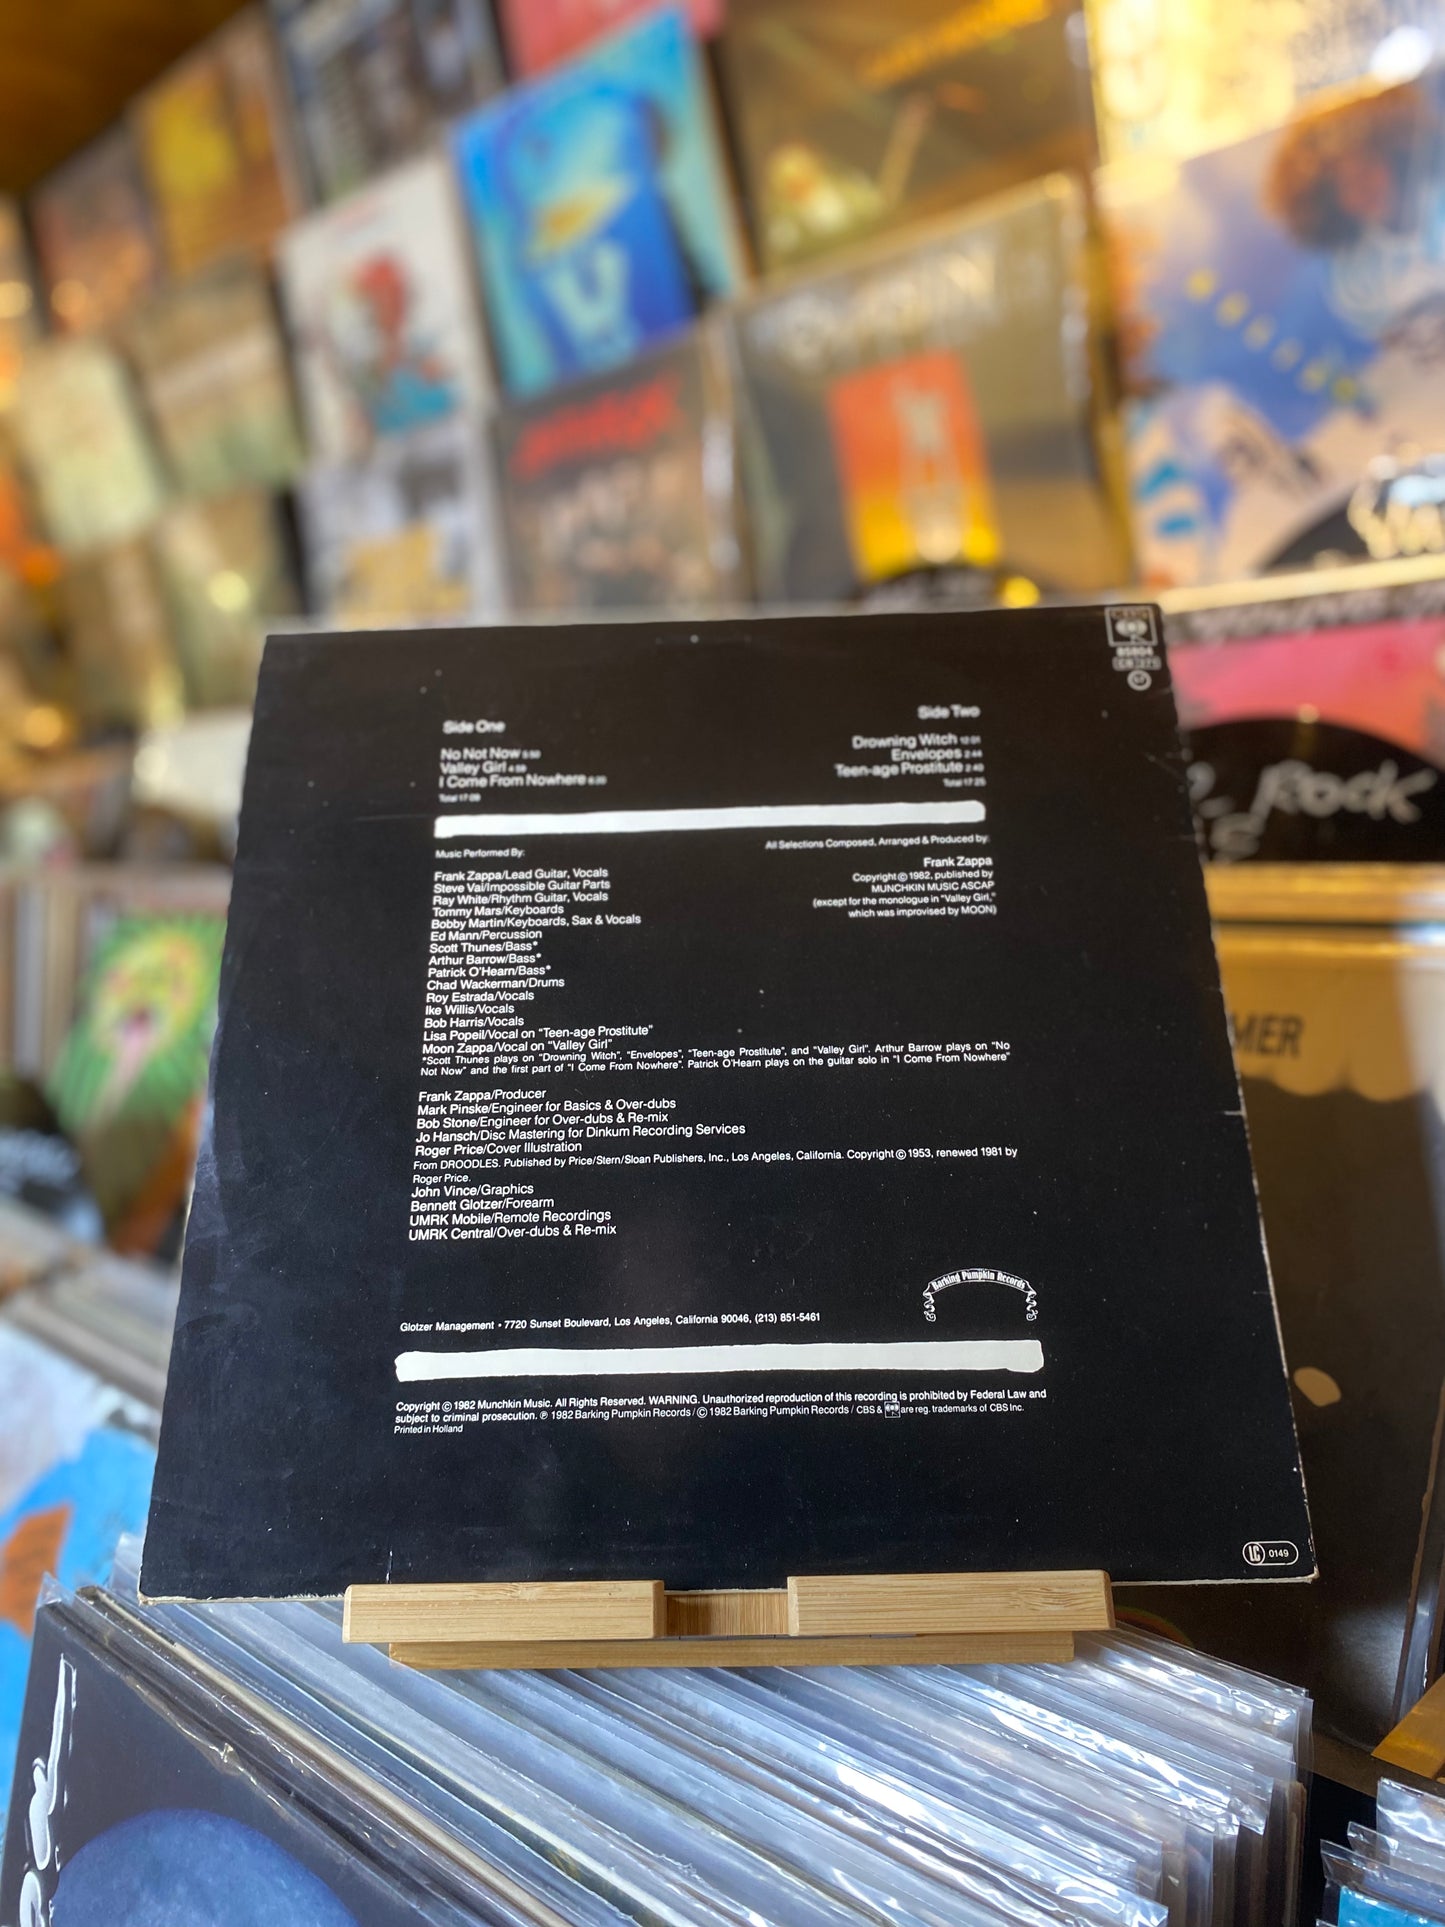 CBS
85804
Side One
Side Two
No Not Now 5:50
Valley Girl 4:59
I Come From Nowhere 6:20
Total 17:09
Drowning Witch 12:01
Envelopes 2:44
Teen-age Prostitute 2:40
Total 17:25
Music Performed By:
Frank Zappa/Lead Guitar, Vocals
Steve Vai/Impossible Guitar Parts
Ray White/Rhythm Guitar, Vocals
Tommy Mars/Keyboards
Bobby Martin/Keyboards, Sax & Vocals
Ed Mann/Percussion
Scott Thunes/Bass*
Arthur Barrow/Bass*
Patrick O'Hearn/Bass*
Chad Wackerman/Drums
Roy Estrada/Vocals
Ike Willis/Vocals
Bob Harris/Vocals
Lisa Popeil/Vocal on "Teen-age Prostitute"
Moon Zappa/Vocal on "Valley Girl"
*Scott Thunes plays on "Drowning Witch", "Envelopes", "Teen-age Prostitute", and "Valley Girl". Arthur Barrow plays on "No
Not Now" and the first part of "I Come From Nowhere". Patrick O'Hearn plays on the guitar solo in "I Come From Nowhere"
All Selections Composed, Arranged & Produced by:
Frank Zappa
Copyright © 1982, published by
MUNCHKIN MUSIC ASCAP
(except for the monologue in "Valley Girl,"
which was improvised by MOON)
Frank Zappa/Producer
Mark Pinske/Engineer for Basics & Over-dubs
Bob Stone/Engineer for Over-dubs & Re-mix
Jo Hansch/Disc Mastering for Dinkum Recording Services
Roger Price/Cover Illustration
From DROODLES. Published by Price/Stern/Sloan Publishers, Inc., Los Angeles, California. Copyright © 1953, renewed 1981 by
Roger Price.
John Vince/Graphics
Bennett Glotzer/Forearm
UMRK Mobile/Remote Recordings
UMRK Central/Over-dubs & Re-mix
Barking Pumpkin Records
Glotzer Management • 7720 Sunset Boulevard, Los Angeles, California 90046, (213) 851-5461
Copyright © 1982 Munchkin Music. All Rights Reserved. WARNING. Unauthorized reproduction of this recording is prohibited by Federal Law and
subject to criminal prosecution. ℗ 1982 Barking Pumpkin Records / © 1982 Barking Pumpkin Records / CBS & are reg. trademarks of CBS Inc.
Printed in Holland
LC 0149
Rock
MER